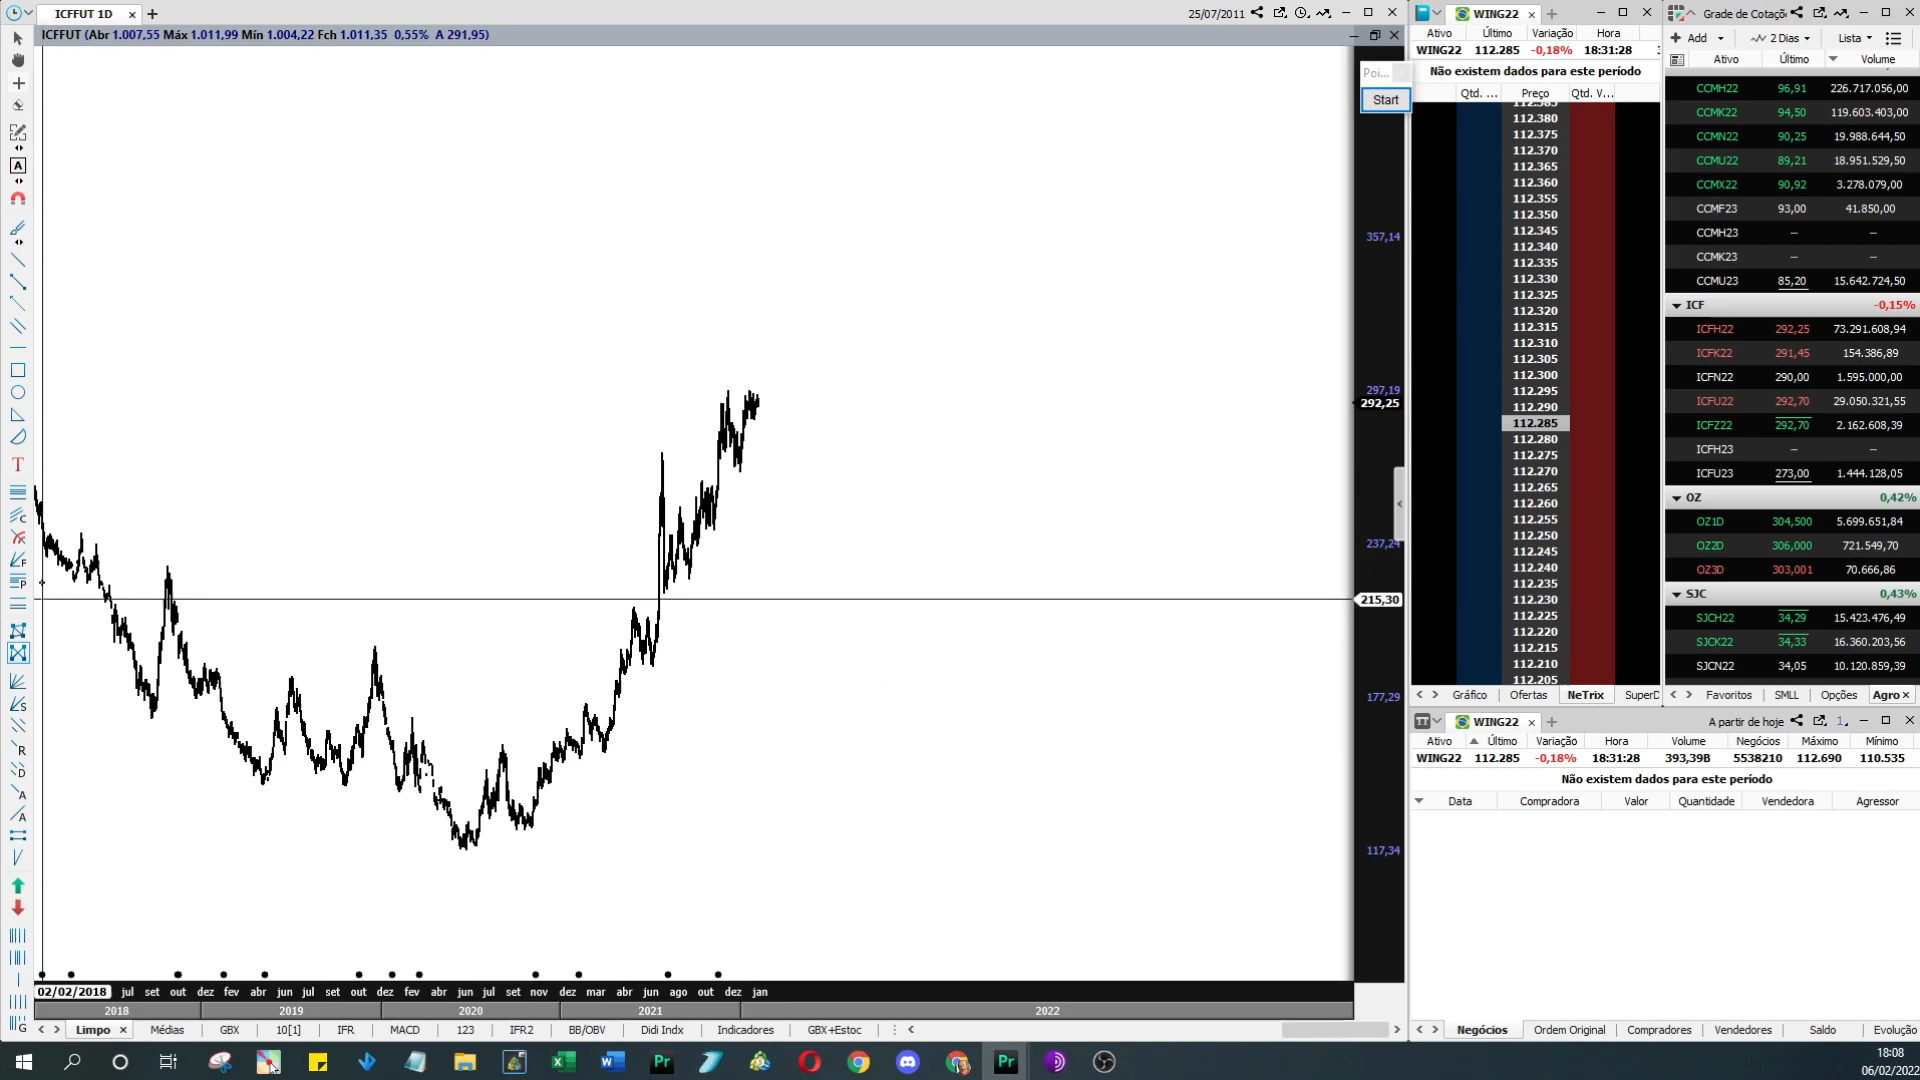 ICFFUT 1D
25/07/2011
ICFFUT (Abr 1.007,55 Máx 1.011,99 Mín 1.004,22 Fch 1.011,35 0,55% A 291,95)
Poi...
Start
357,14
297,19
292,25
237,24
215,30
177,29
117,34
02/02/2018 jul set out dez fev abr jun jul set out dez fev abr jun jul set nov dez mar abr jun ago out dez jan
2018 2019 2020 2021 2022
Limpo Médias GBX 10[1] IFR MACD 123 IFR2 BB/OBV Didi Indx Indicadores GBX+Estoc
WING22
Ativo Último Variação Hora
WING22 112.285 -0,18% 18:31:28
Não existem dados para este período
Qtd. ... Preço Qtd. V...
112.385
112.380
112.375
112.370
112.365
112.360
112.355
112.350
112.345
112.340
112.335
112.330
112.325
112.320
112.315
112.310
112.305
112.300
112.295
112.290
112.285
112.280
112.275
112.270
112.265
112.260
112.255
112.250
112.245
112.240
112.235
112.230
112.225
112.220
112.215
112.210
112.205
Gráfico Ofertas NeTrix SuperD
Grade de Cotaçõ
Add 2 Dias Lista
Ativo Último Volume
CCMH22 96,91 226.717.056,00
CCMK22 94,50 119.603.403,00
CCMN22 90,25 19.988.644,50
CCMU22 89,21 18.951.529,50
CCMX22 90,92 3.278.079,00
CCMF23 93,00 41.850,00
CCMH23 – –
CCMK23 – –
CCMU23 85,20 15.642.724,50
ICF -0,15%
ICFH22 292,25 73.291.608,94
ICFK22 291,45 154.386,89
ICFN22 290,00 1.595.000,00
ICFU22 292,70 29.050.321,55
ICFZ22 292,70 2.162.608,39
ICFH23 – –
ICFU23 273,00 1.444.128,05
OZ 0,42%
OZ1D 304,500 5.699.651,84
OZ2D 306,000 721.549,70
OZ3D 303,001 70.666,86
SJC 0,43%
SJCH22 34,29 15.423.476,49
SJCK22 34,33 16.360.203,56
SJCN22 34,05 10.120.859,39
Favoritos SMLL Opções Agro
WING22
A partir de hoje
Ativo Último Variação Hora Volume Negócios Máximo Mínimo
WING22 112.285 -0,18% 18:31:28 393,39B 5538210 112.690 110.535
Não existem dados para este período
Data Compradora Valor Quantidade Vendedora Agressor
Negócios Ordem Original Compradores Vendedores Saldo Evolução
18:08
06/02/2022